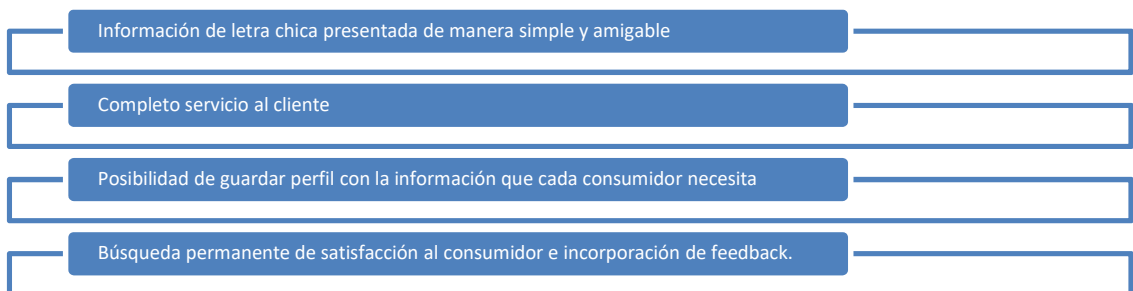 Información de letra chica presentada de manera simple y amigable
Completo servicio al cliente
Posibilidad de guardar perfil con la información que cada consumidor necesita
Búsqueda permanente de satisfacción al consumidor e incorporación de feedback.